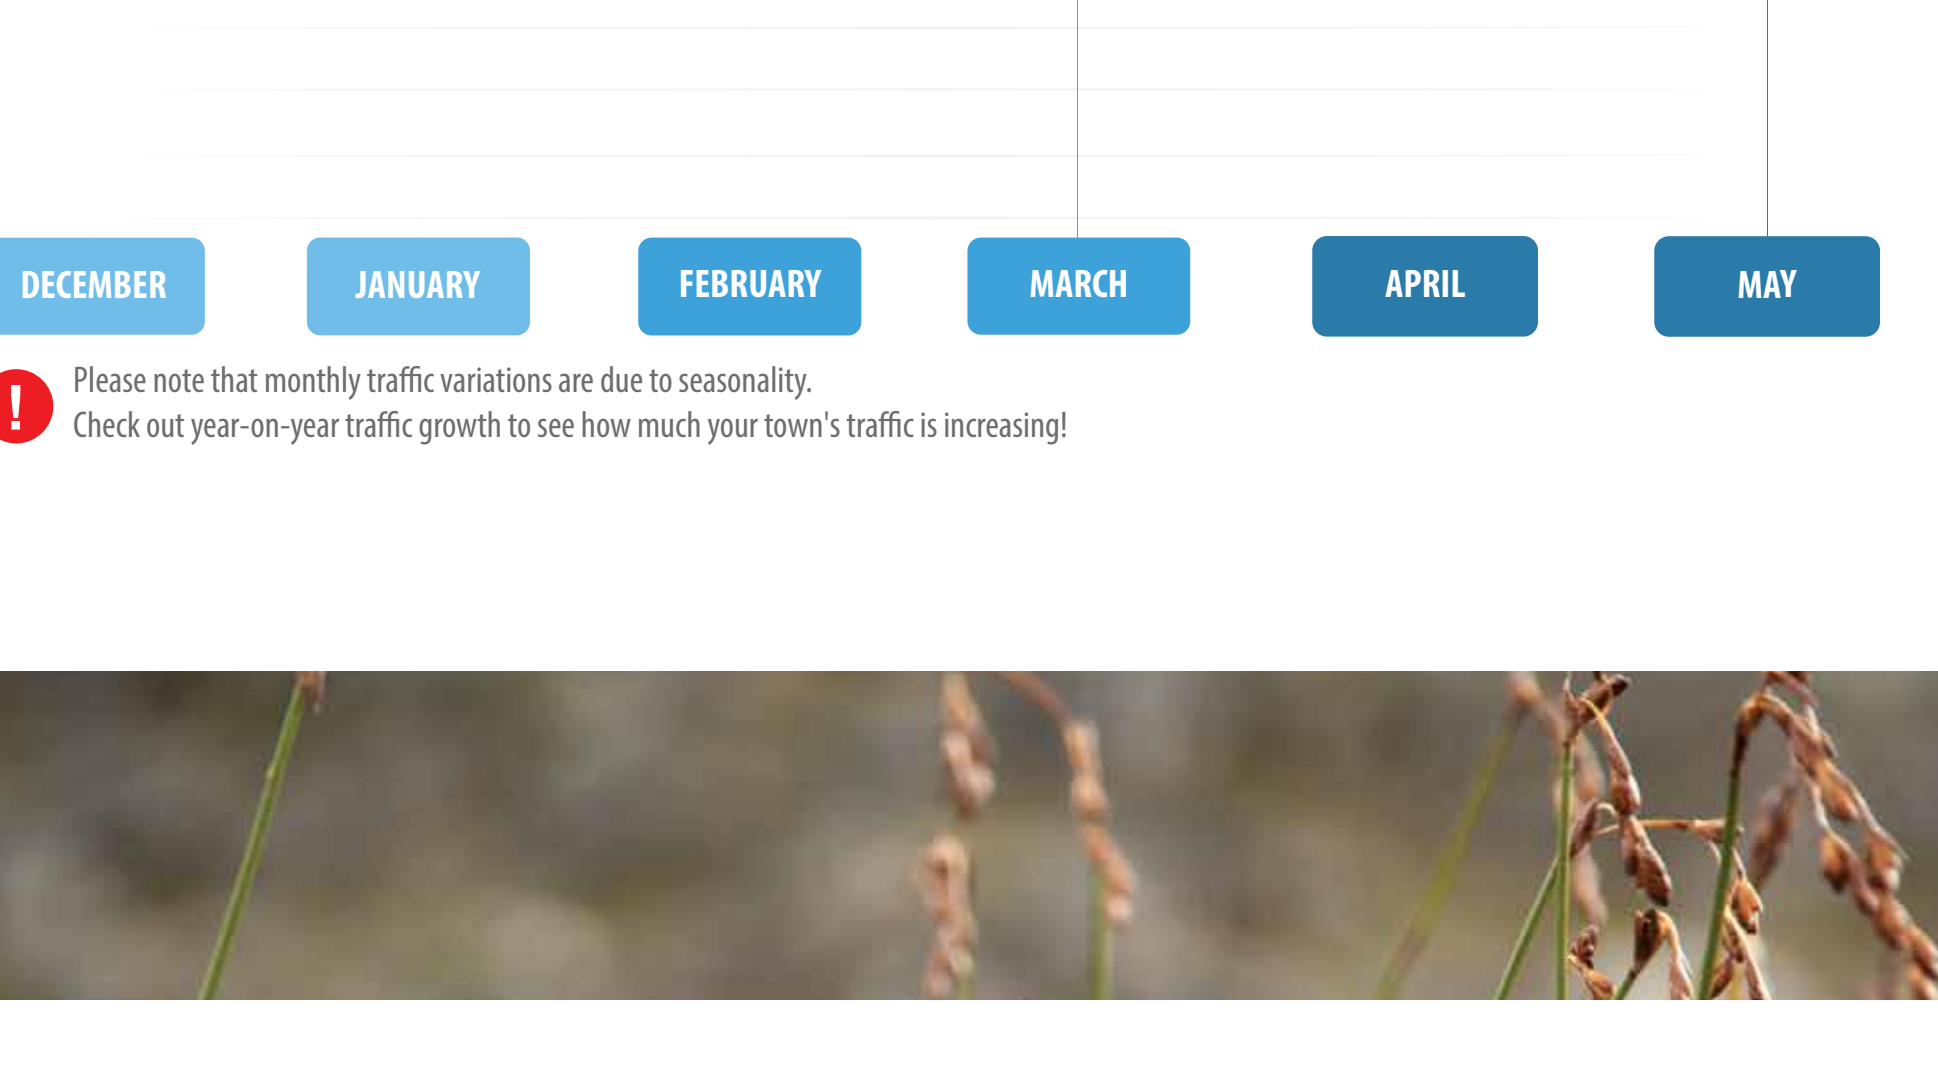 DECEMBER JANUARY FEBRUARY MARCH APRIL MAY
!
Please note that monthly traffic variations are due to seasonality.
Check out year-on-year traffic growth to see how much your town's traffic is increasing!